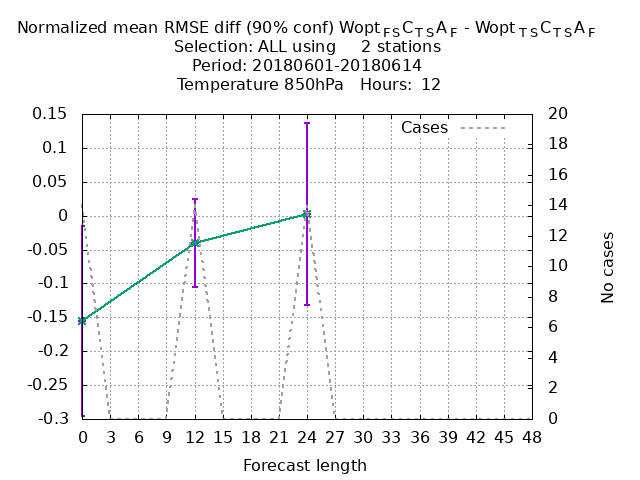 Normalized mean RMSE diff (90% conf) Wopt FS C TS A F - Wopt TS C TS A F
Selection: ALL using 2 stations
Period: 20180601-20180614
Temperature 850hPa Hours: 12
Cases
0.15
0.1
0.05
0
-0.05
-0.1
-0.15
-0.2
-0.25
-0.3
20
18
16
14
12
10
8
6
4
2
0
No cases
0 3 6 9 12 15 18 21 24 27 30 33 36 39 42 45 48
Forecast length